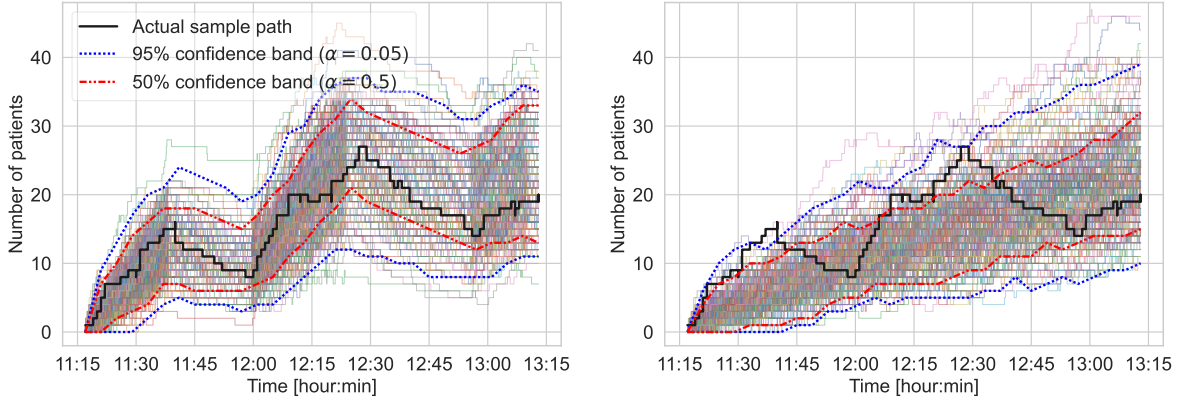 Actual sample path
95% confidence band (α = 0.05)
50% confidence band (α = 0.5)
Number of patients
40
30
20
10
0
11:15 11:30 11:45 12:00 12:15 12:30 12:45 13:00 13:15
Time [hour:min]
Number of patients
40
30
20
10
0
11:15 11:30 11:45 12:00 12:15 12:30 12:45 13:00 13:15
Time [hour:min]